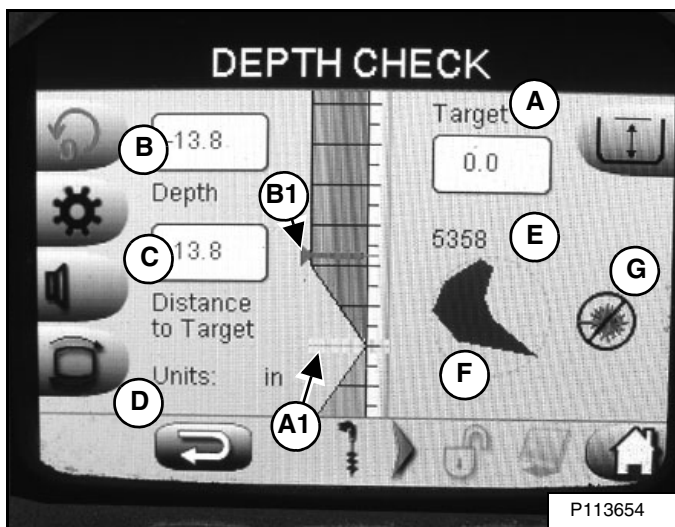 DEPTH CHECK
A
Target
B
-13.8
0.0
Depth
B1
C
13.8
5358
E
G
Distance
to Target
F
Units: in
D
A1
P113654